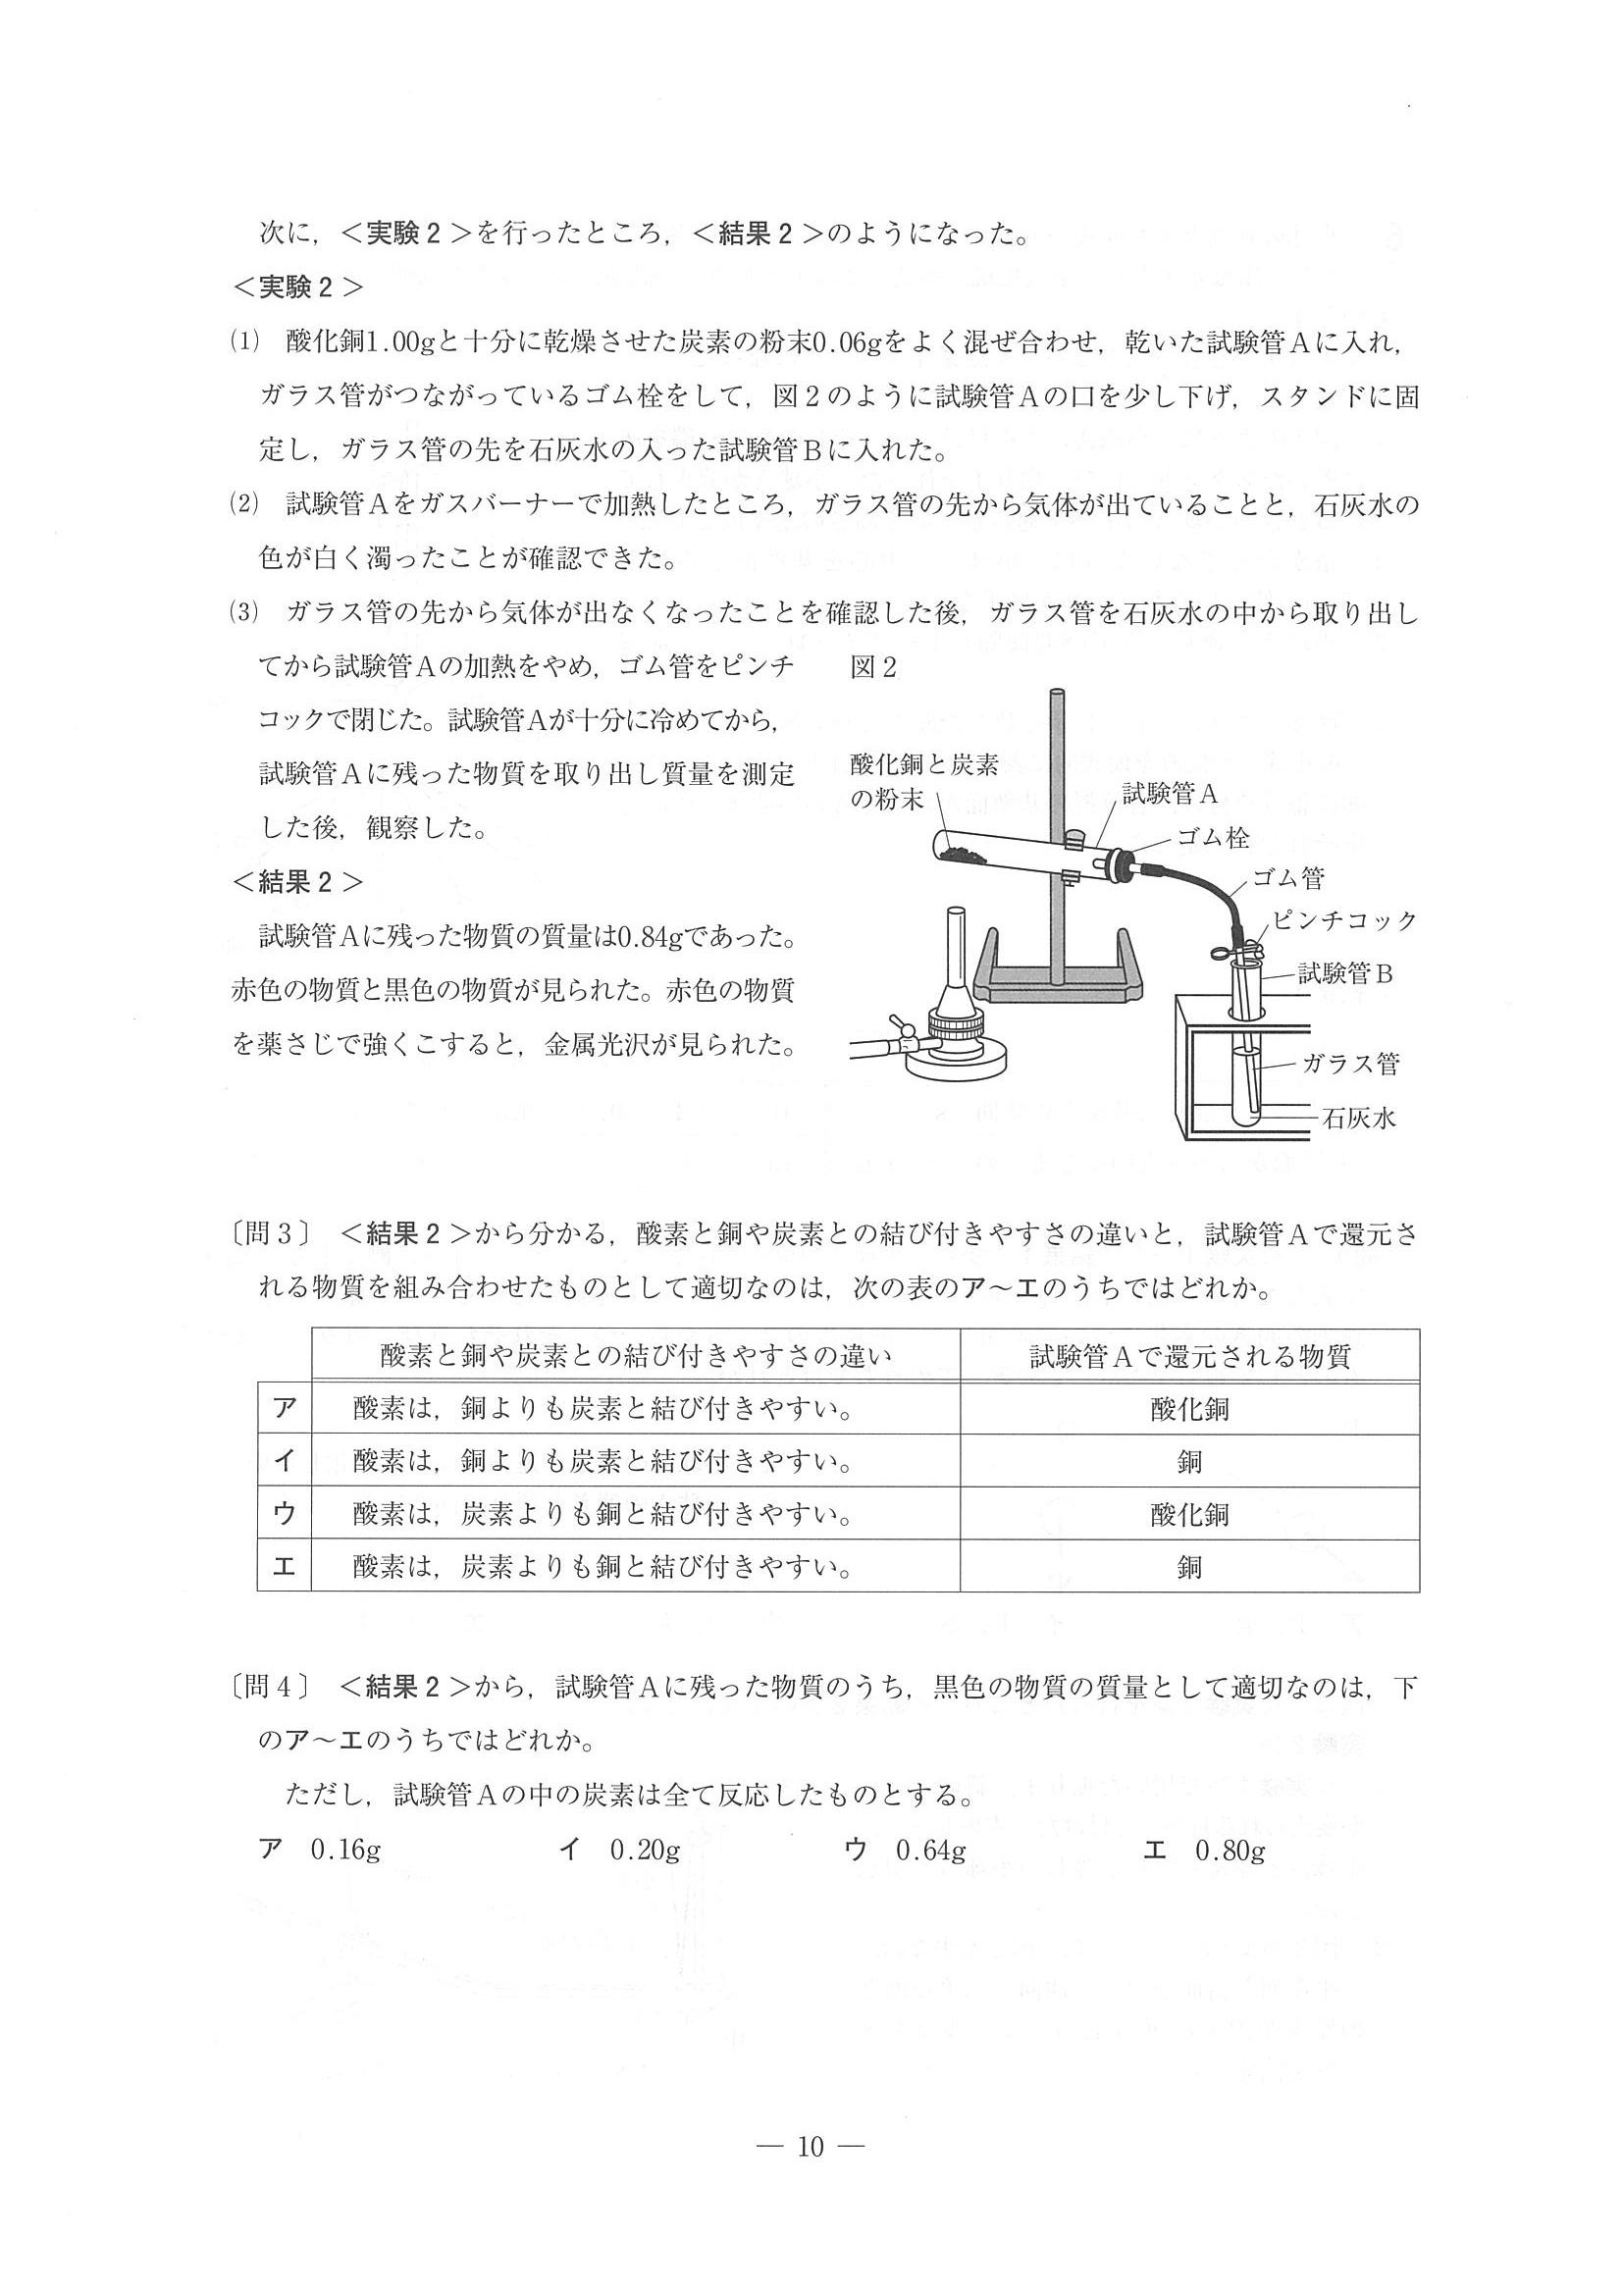 次に，＜実験2＞を行ったところ，＜結果2＞のようになった。
＜実験2＞
⑴　酸化銅1.00gと十分に乾燥させた炭素の粉末0.06gをよく混ぜ合わせ，乾いた試験管Aに入れ，
ガラス管がつながっているゴム栓をして，図2のように試験管Aの口を少し下げ，スタンドに固
定し，ガラス管の先を石灰水の入った試験管Bに入れた。
⑵　試験管Aをガスバーナーで加熱したところ，ガラス管の先から気体が出ていることと，石灰水の
色が白く濁ったことが確認できた。
⑶　ガラス管の先から気体が出なくなったことを確認した後，ガラス管を石灰水の中から取り出し
てから試験管Aの加熱をやめ，ゴム管をピンチ
コックで閉じた。試験管Aが十分に冷めてから，
試験管Aに残った物質を取り出し質量を測定
した後，観察した。
＜結果2＞
試験管Aに残った物質の質量は0.84gであった。
赤色の物質と黒色の物質が見られた。赤色の物質
を薬さじで強くこすると，金属光沢が見られた。
図2
酸化銅と炭素
の粉末
試験管A
ゴム栓
ゴム管
ピンチコック
試験管B
ガラス管
石灰水
〔問3〕　＜結果2＞から分かる，酸素と銅や炭素との結び付きやすさの違いと，試験管Aで還元さ
れる物質を組み合わせたものとして適切なのは，次の表のア～エのうちではどれか。
酸素と銅や炭素との結び付きやすさの違い　試験管Aで還元される物質
ア　酸素は，銅よりも炭素と結び付きやすい。　酸化銅
イ　酸素は，銅よりも炭素と結び付きやすい。　銅
ウ　酸素は，炭素よりも銅と結び付きやすい。　酸化銅
エ　酸素は，炭素よりも銅と結び付きやすい。　銅
〔問4〕　＜結果2＞から，試験管Aに残った物質のうち，黒色の物質の質量として適切なのは，下
のア～エのうちではどれか。
ただし，試験管Aの中の炭素は全て反応したものとする。
ア　0.16g　イ　0.20g　ウ　0.64g　エ　0.80g
― 10 ―